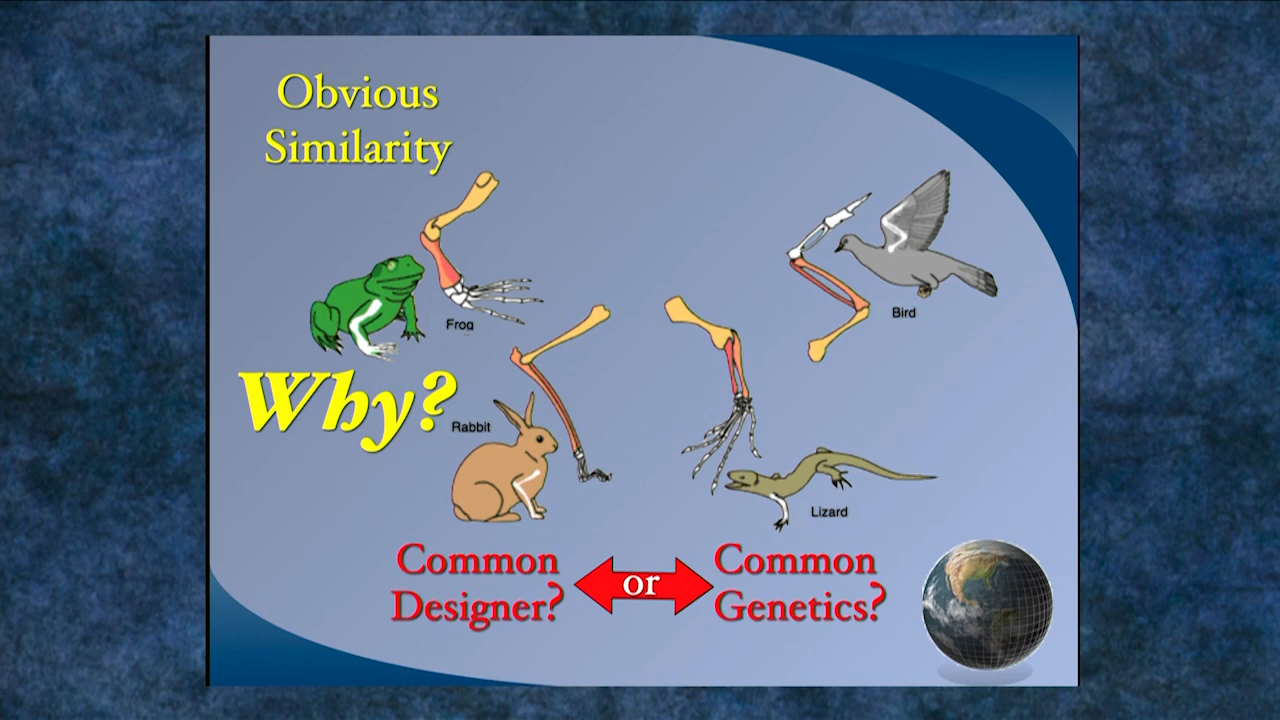 Obvious
Similarity
Frog
Bird
Why?
Rabbit
Lizard
Common
Designer?
or
Common
Genetics?